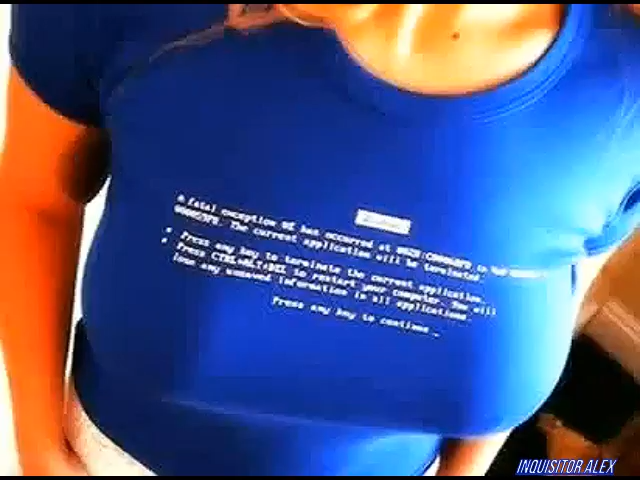 A fatal exception 0E has occurred at
The current application will be terminated.
* Press any key to terminate the current application.
* Press CTRL+ALT+DEL to restart your computer. You will
lose any unsaved information in all applications.
Press any key to continue _
INQUISITOR ALEX